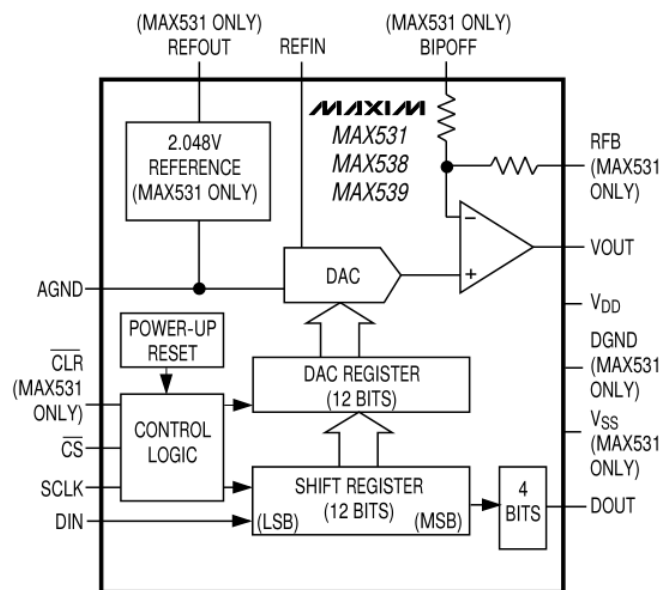 (MAX531 ONLY)
REFOUT
REFIN
(MAX531 ONLY)
BIPOFF
MAXIM
MAX531
MAX538
MAX539
2.048V
REFERENCE
(MAX531 ONLY)
RFB
(MAX531
ONLY)
−
+
VOUT
DAC
AGND
VDD
POWER-UP
RESET
DGND
(MAX531
ONLY)
CLR
(MAX531
ONLY)
DAC REGISTER
(12 BITS)
CONTROL
LOGIC
VSS
(MAX531
ONLY)
CS
SCLK
SHIFT REGISTER
(12 BITS)
(LSB)
(MSB)
4
BITS
DOUT
DIN